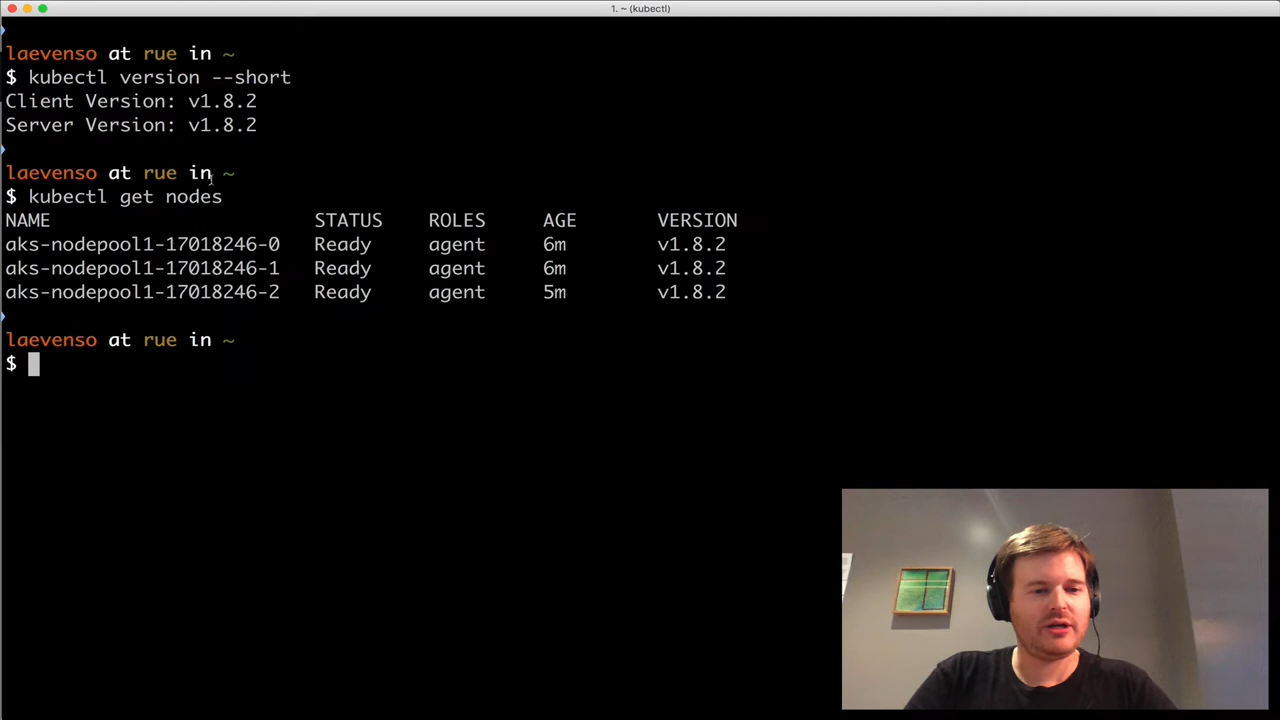 1. ~ (kubectl)
laevenso at rue in ~
$ kubectl version --short
Client Version: v1.8.2
Server Version: v1.8.2
laevenso at rue in ~
$ kubectl get nodes
NAME STATUS ROLES AGE VERSION
aks-nodepool1-17018246-0 Ready agent 6m v1.8.2
aks-nodepool1-17018246-1 Ready agent 6m v1.8.2
aks-nodepool1-17018246-2 Ready agent 5m v1.8.2
laevenso at rue in ~
$